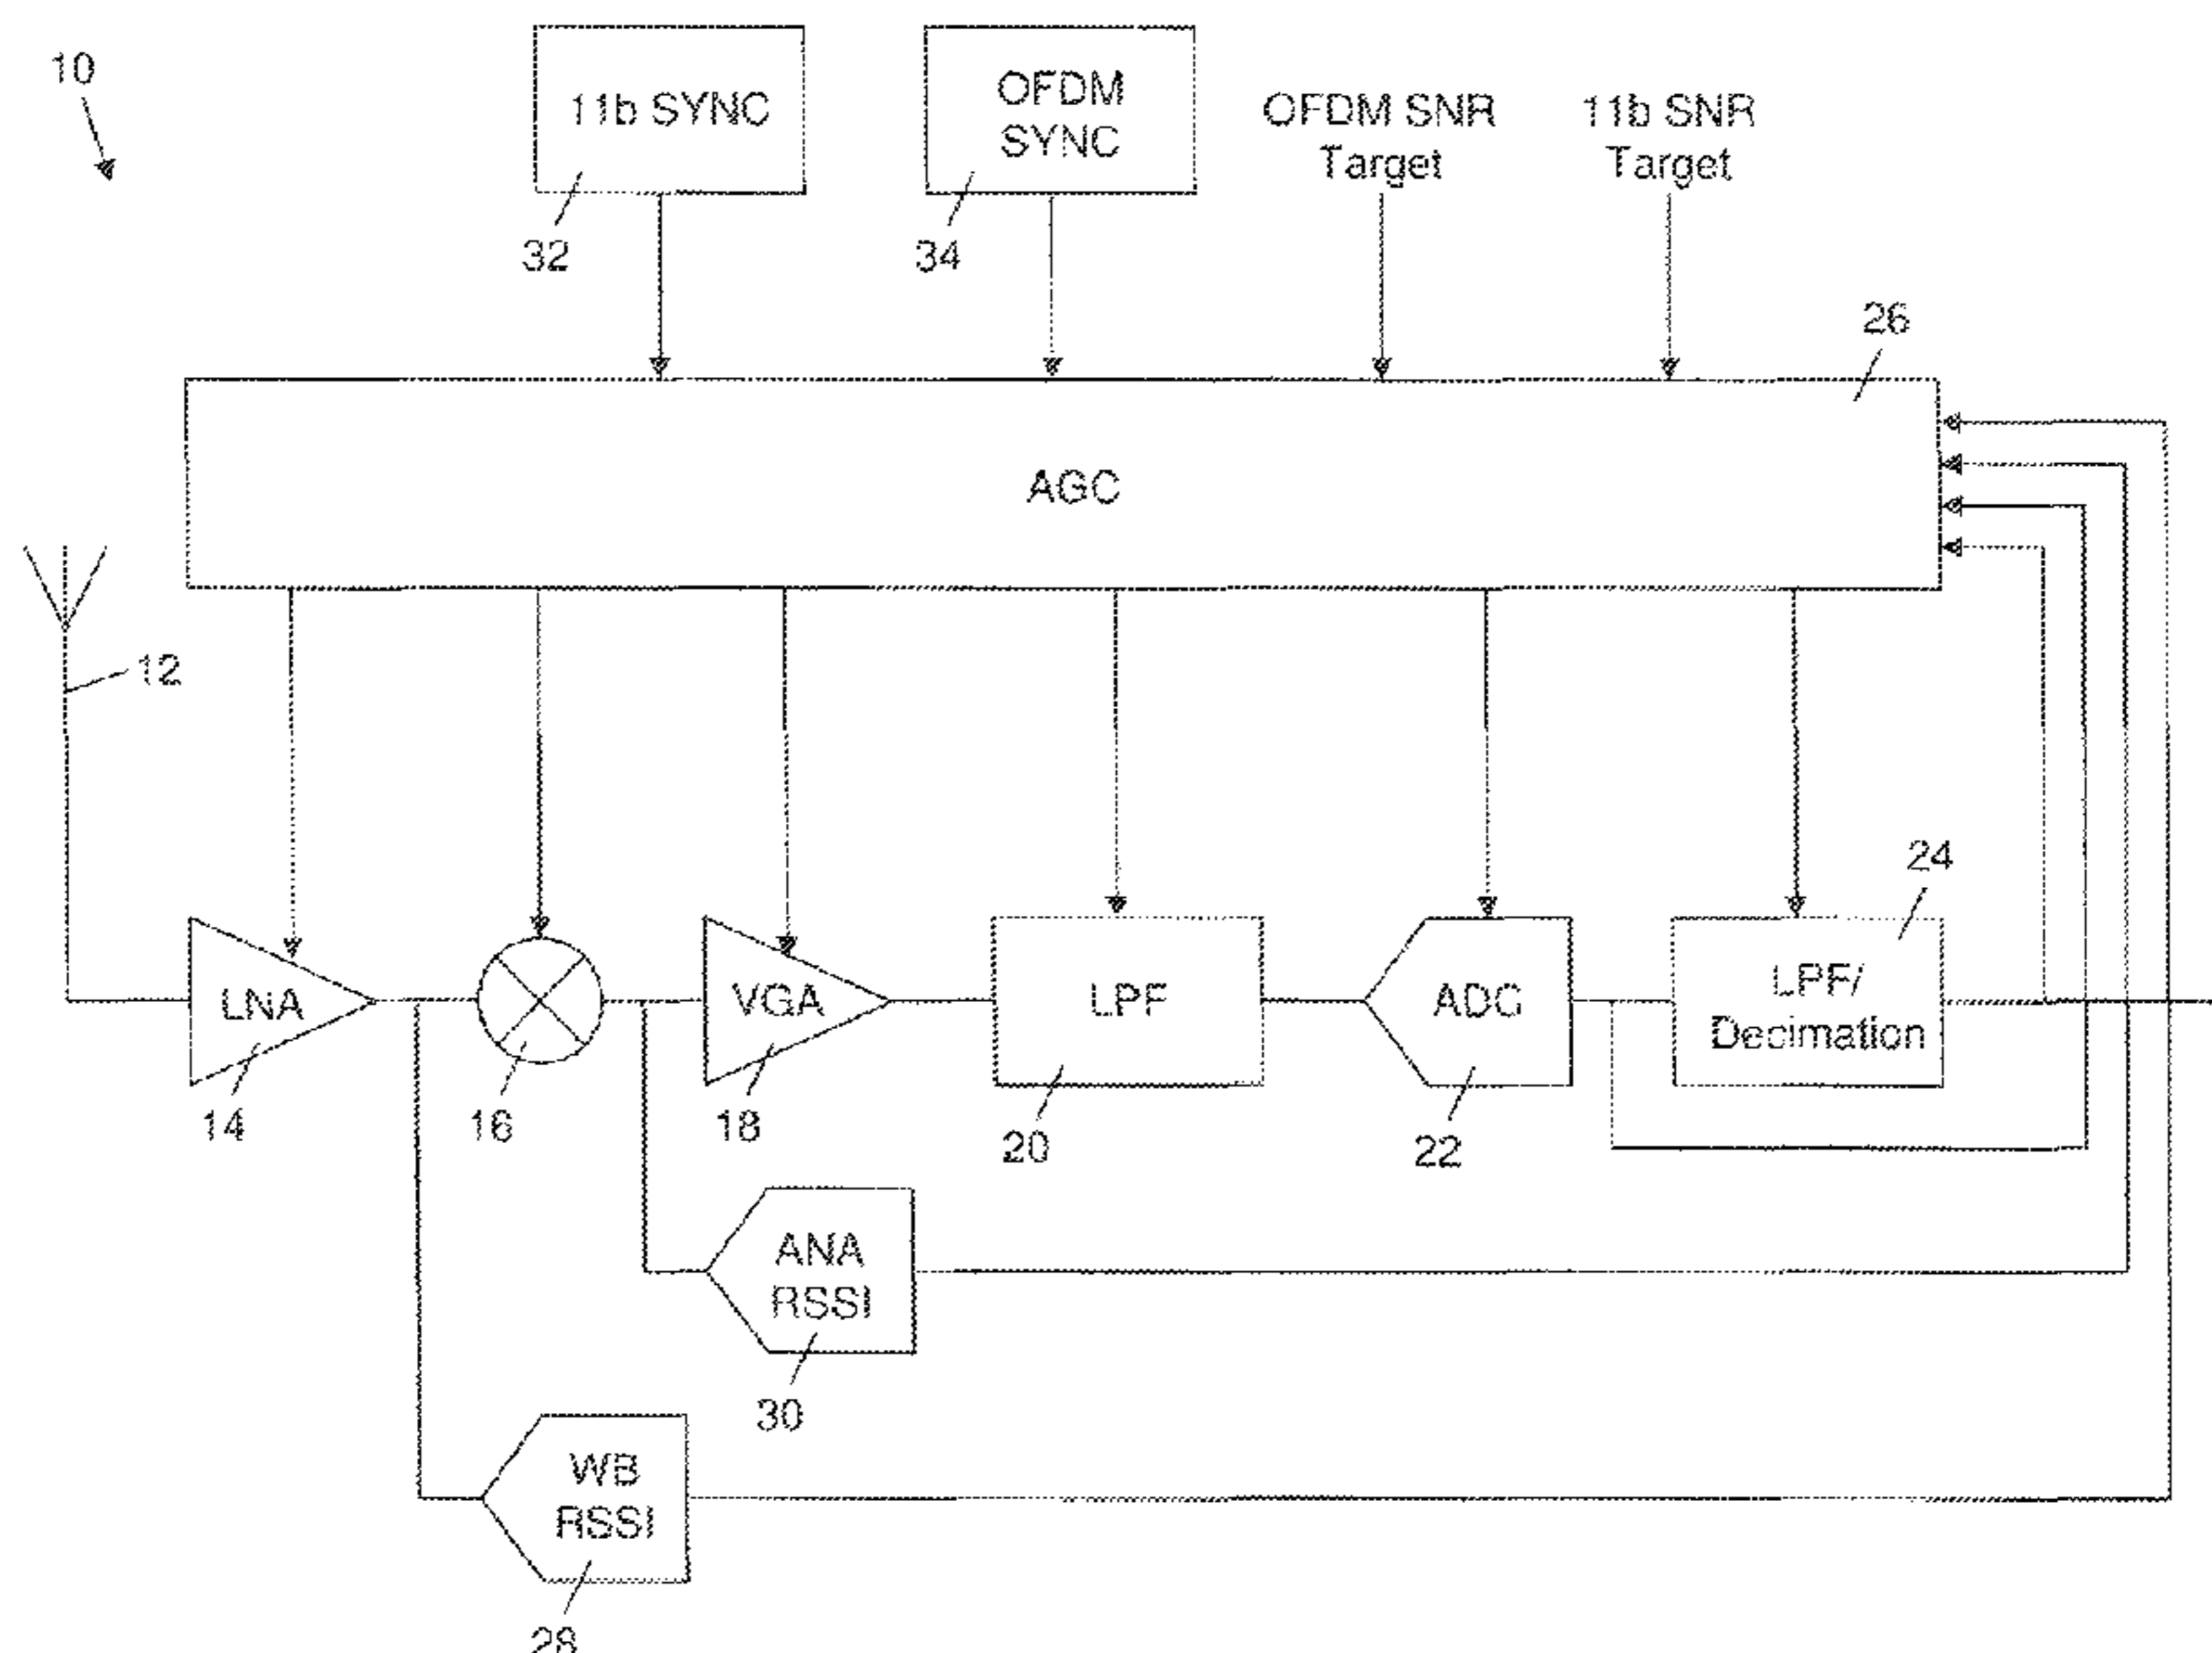 10
11b SYNC
OFDM
SYNC
OFDM SNR
Target
11b SNR
Target
32
34
26
AGC
12
24
LNA
VGA
LPF
ADC
LPF/
Decimation
14
16
18
20
22
ANA
RSSI
30
WB
RSSI
28